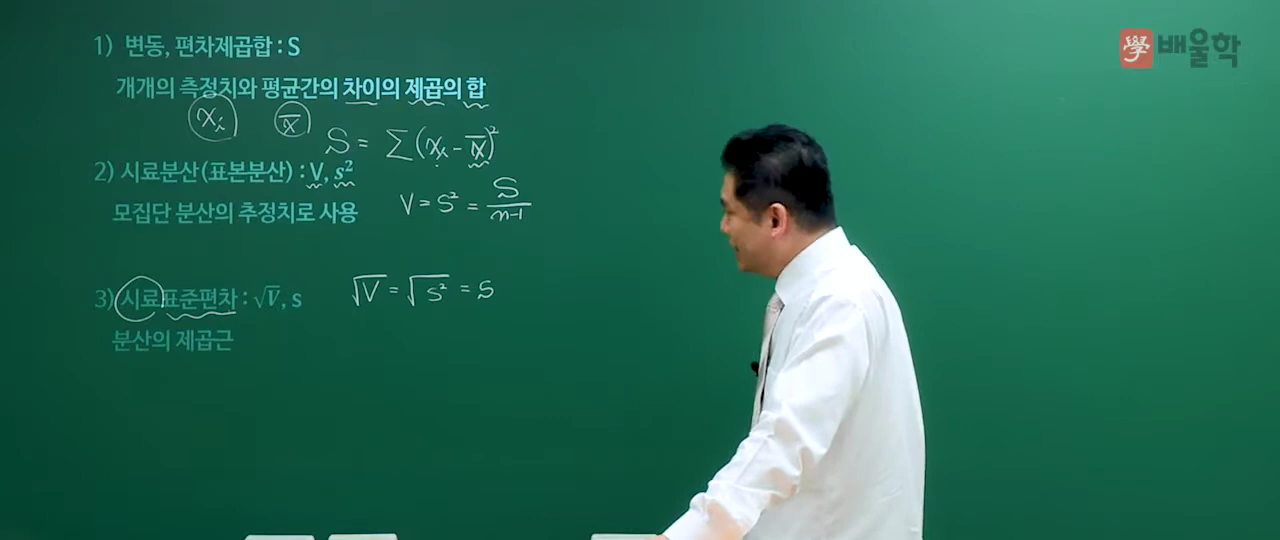 學 배울학
1) 변동, 편차제곱합 : S
개개의 측정치와 평균간의 차이의 제곱의 합
xᵢ x̅
S = ∑(xᵢ - x̅)²
2) 시료분산(표본분산) : V, s²
모집단 분산의 추정치로 사용
V = s² = S/n-1
3) 시료표준편차 : √V, s
√V = √s² = s
분산의 제곱근